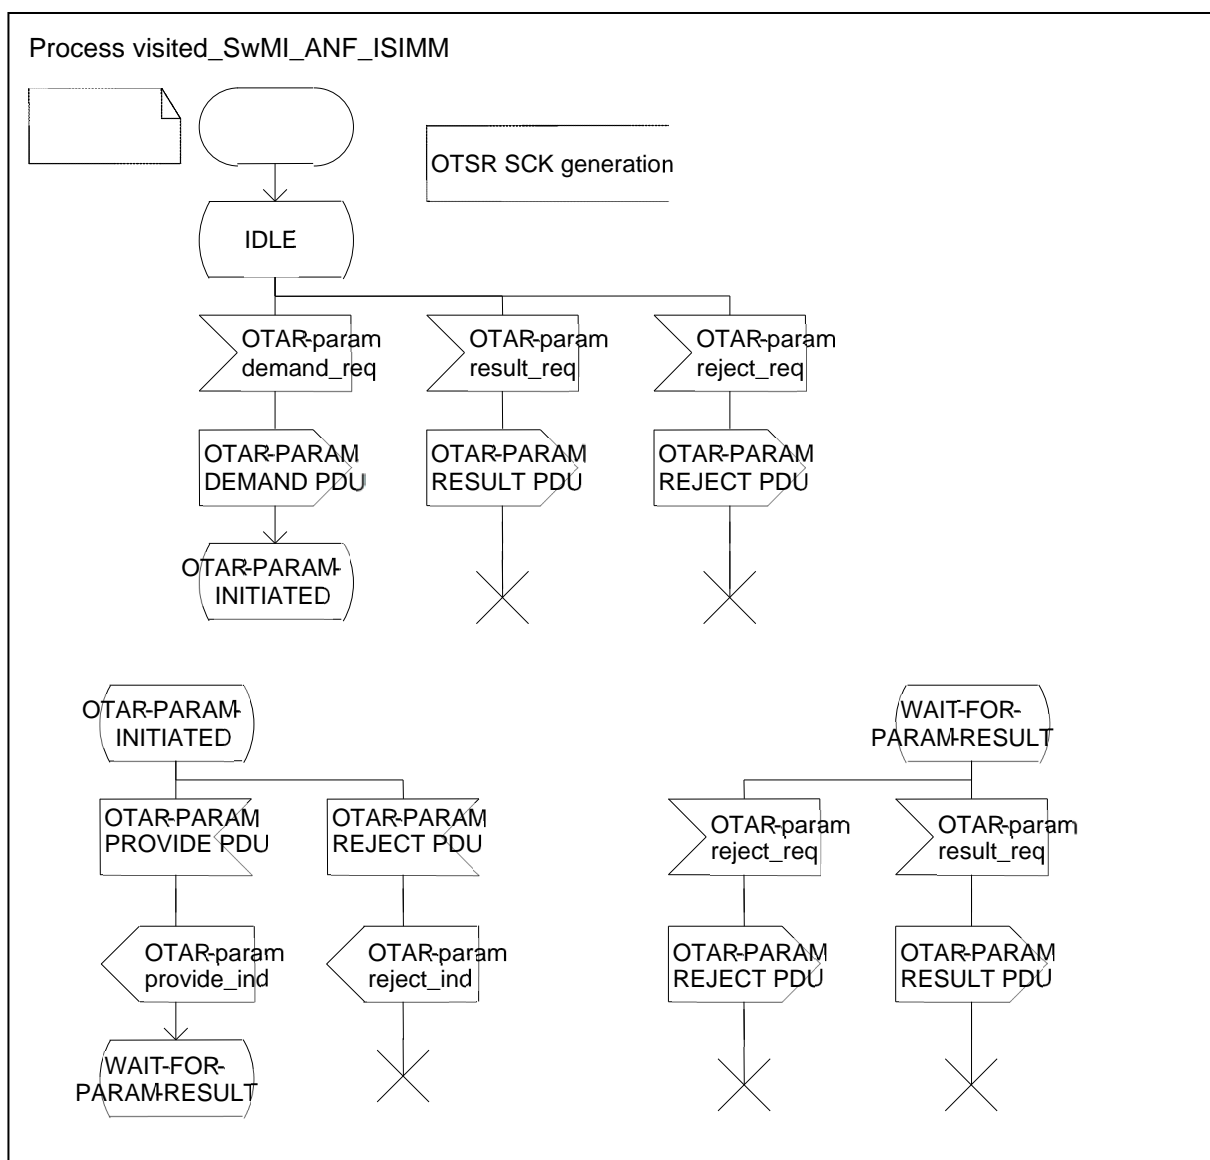 Process visited_SwMI_ANF_ISIMM
OTSR SCK generation
IDLE
OTAR-param
demand_req
OTAR-param
result_req
OTAR-param
reject_req
OTAR-PARAM
DEMAND PDU
OTAR-PARAM
RESULT PDU
OTAR-PARAM
REJECT PDU
OTAR-PARAM-
INITIATED
OTAR-PARAM-
INITIATED
WAIT-FOR-
PARAM-RESULT
OTAR-PARAM
PROVIDE PDU
OTAR-PARAM
REJECT PDU
OTAR-param
reject_req
OTAR-param
result_req
OTAR-param
provide_ind
OTAR-param
reject_ind
OTAR-PARAM
REJECT PDU
OTAR-PARAM
RESULT PDU
WAIT-FOR-
PARAM-RESULT